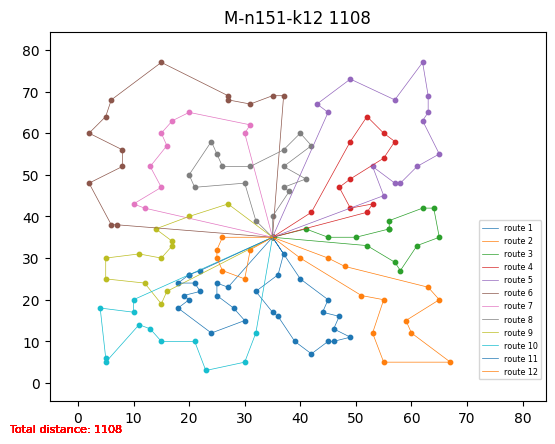 M-n151-k12 1108
80
70
60
50
40
30
20
10
0
0 10 20 30 40 50 60 70 80
route 1
route 2
route 3
route 4
route 5
route 6
route 7
route 8
route 9
route 10
route 11
route 12
Total distance: 1108